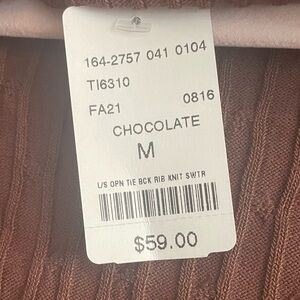 164-2757 041 0104
TI6310
FA21 0816
CHOCOLATE
M
L/S OPN TIE BCK RIB KNIT SWTR
$59.00